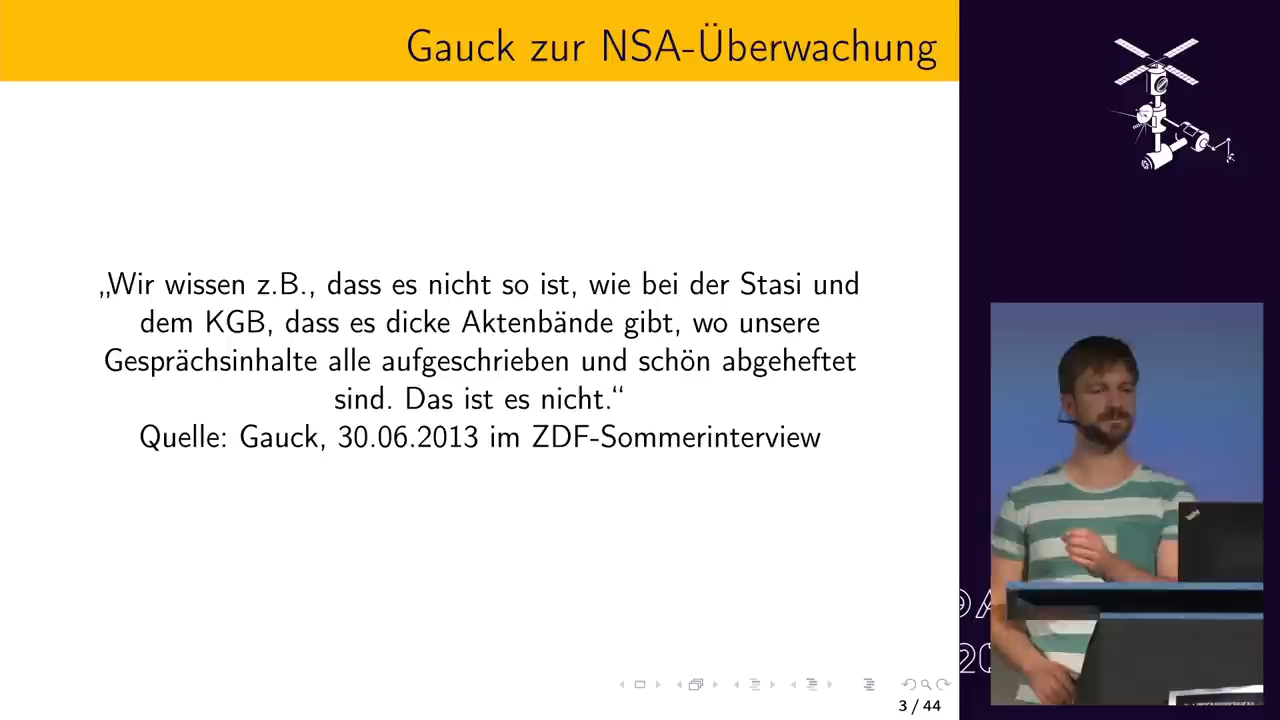 Gauck zur NSA-Überwachung
„Wir wissen z.B., dass es nicht so ist, wie bei der Stasi und
dem KGB, dass es dicke Aktenbände gibt, wo unsere
Gesprächsinhalte alle aufgeschrieben und schön abgeheftet
sind. Das ist es nicht.“
Quelle: Gauck, 30.06.2013 im ZDF-Sommerinterview
3 / 44